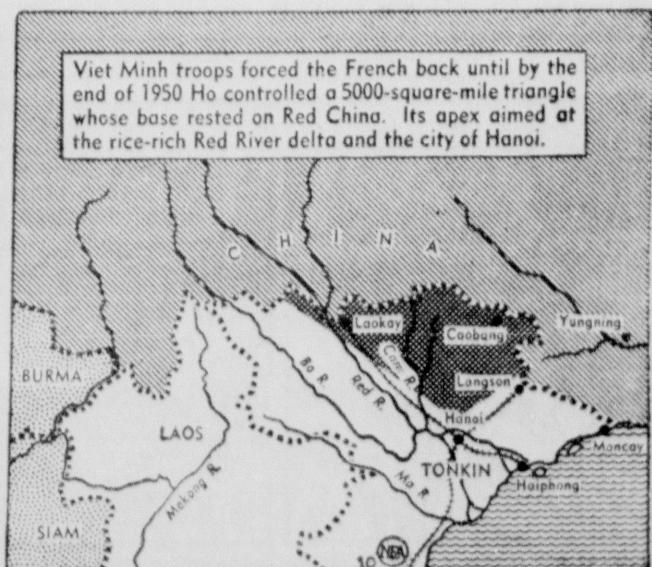 Viet Minh troops forced the French back until by the
end of 1950 Ho controlled a 5000-square-mile triangle
whose base rested on Red China. Its apex aimed at
the rice-rich Red River delta and the city of Hanoi.
C H I N A
Laokay
Caobang
Yungning
BURMA
Ba R.
Red R.
Langson
Hanoi
LAOS
Moncay
TONKIN
Mekong R.
Ma R.
Haiphong
SIAM
10
NEA